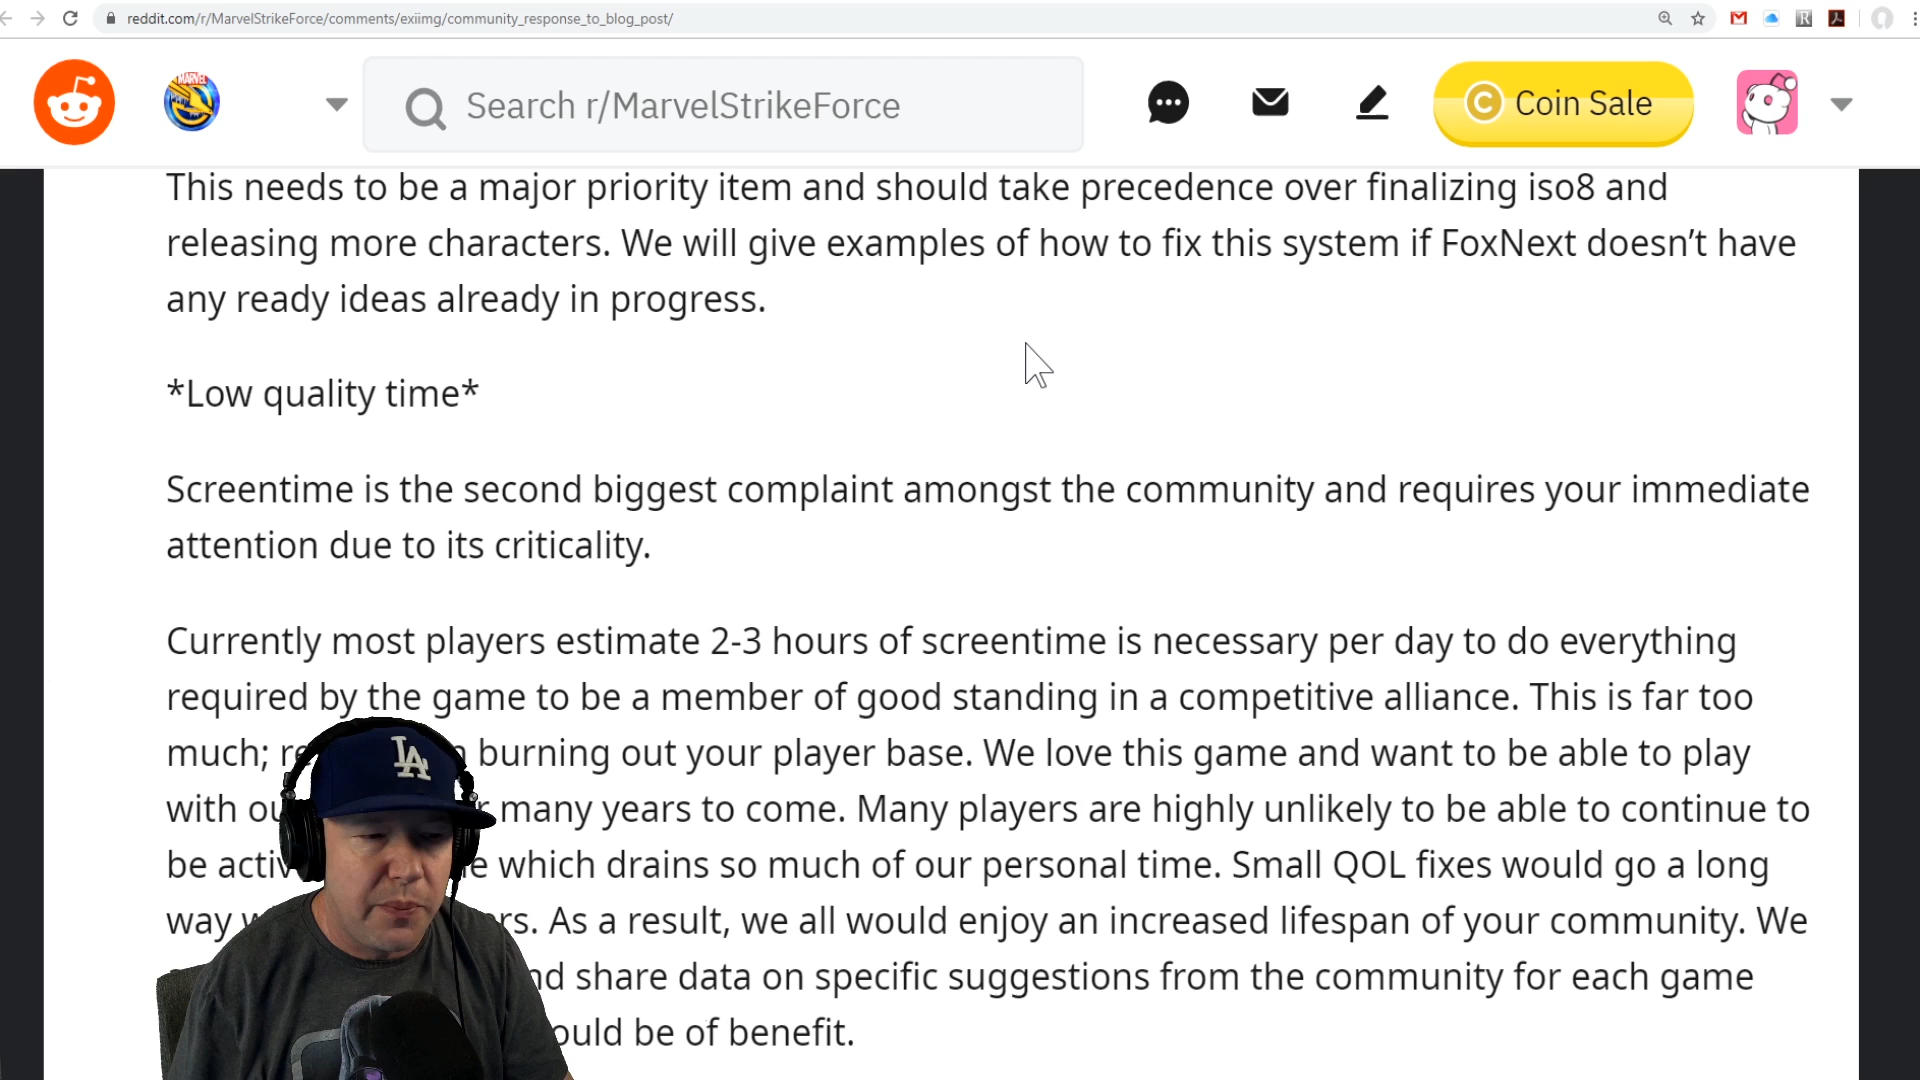 reddit.com/r/MarvelStrikeForce/comments/exiimg/community_response_to_blog_post/
MARVEL
Search r/MarvelStrikeForce
Coin Sale
This needs to be a major priority item and should take precedence over finalizing iso8 and
releasing more characters. We will give examples of how to fix this system if FoxNext doesn’t have
any ready ideas already in progress.
*Low quality time*
Screentime is the second biggest complaint amongst the community and requires your immediate
attention due to its criticality.
Currently most players estimate 2-3 hours of screentime is necessary per day to do everything
required by the game to be a member of good standing in a competitive alliance. This is far too
much; burning out your player base. We love this game and want to be able to play
with many years to come. Many players are highly unlikely to be able to continue to
be which drains so much of our personal time. Small QOL fixes would go a long
way As a result, we all would enjoy an increased lifespan of your community. We
share data on specific suggestions from the community for each game
be of benefit.
LA